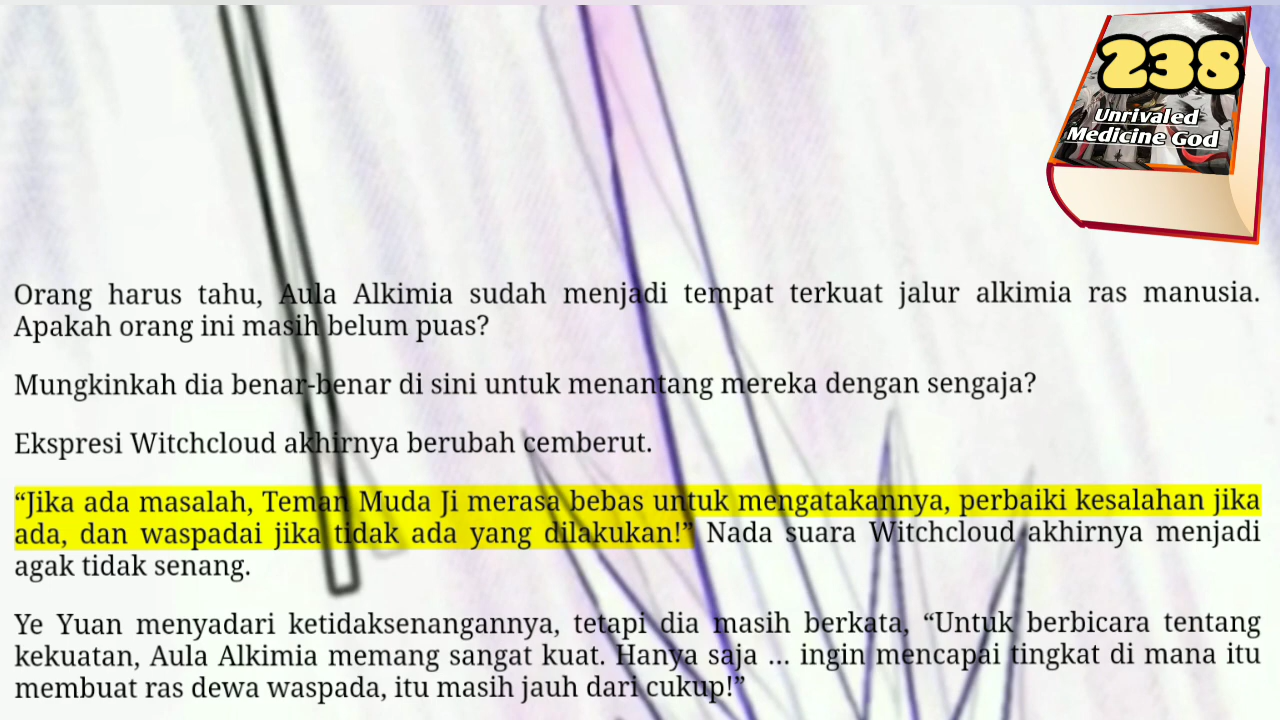 238
Unrivaled
Medicine God
Orang harus tahu, Aula Alkimia sudah menjadi tempat terkuat jalur alkimia ras manusia.
Apakah orang ini masih belum puas?
Mungkinkah dia benar-benar di sini untuk menantang mereka dengan sengaja?
Ekspresi Witchcloud akhirnya berubah cemberut.
“Jika ada masalah, Teman Muda Ji merasa bebas untuk mengatakannya, perbaiki kesalahan jika
ada, dan waspadai jika tidak ada yang dilakukan!” Nada suara Witchcloud akhirnya menjadi
agak tidak senang.
Ye Yuan menyadari ketidaksenangannya, tetapi dia masih berkata, “Untuk berbicara tentang
kekuatan, Aula Alkimia memang sangat kuat. Hanya saja ... ingin mencapai tingkat di mana itu
membuat ras dewa waspada, itu masih jauh dari cukup!”